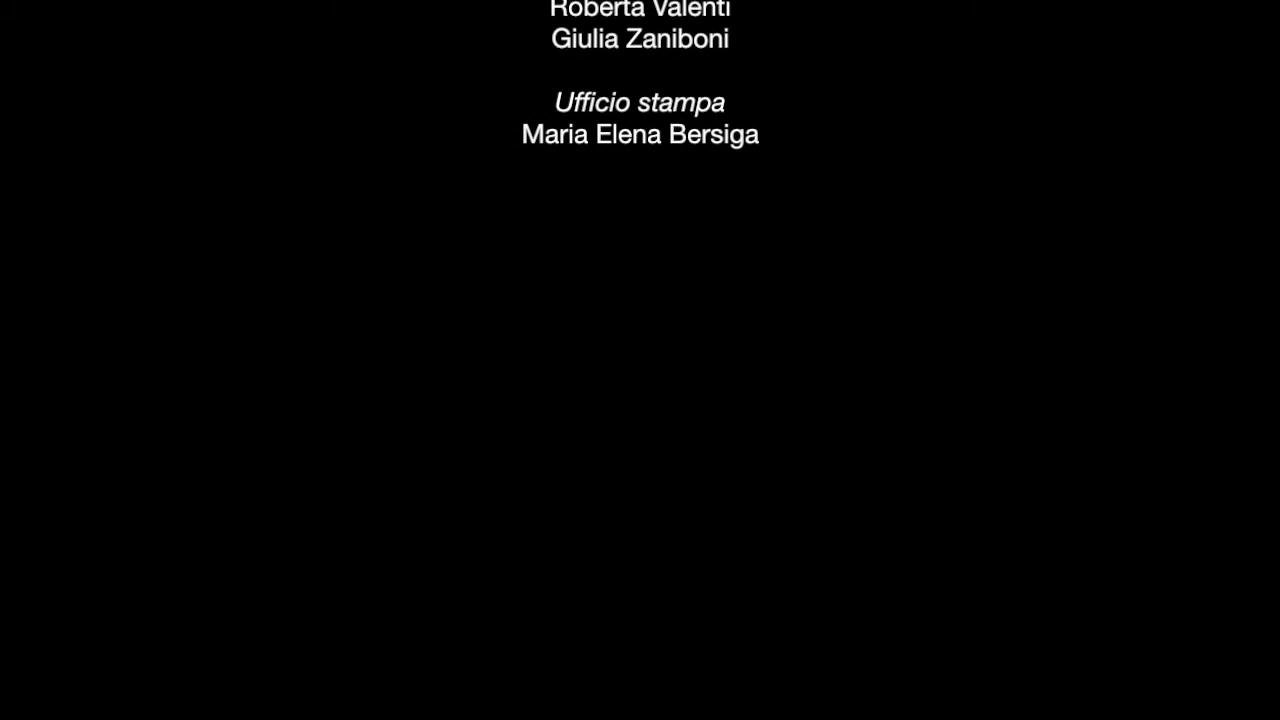 Roberta Valenti
Giulia Zaniboni
Ufficio stampa
Maria Elena Bersiga